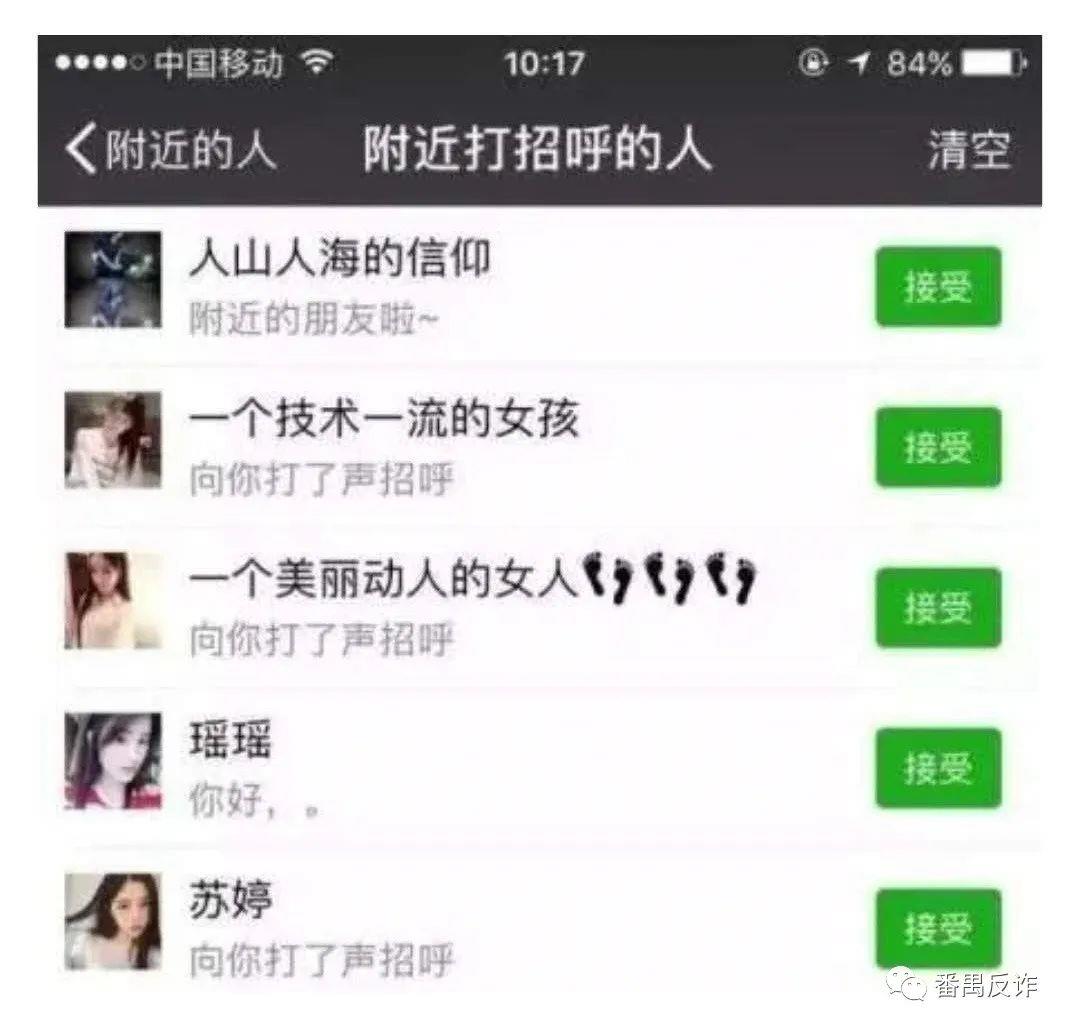 中国移动 10:17 84%
附近的人 附近打招呼的人 清空
人山人海的信仰
附近的朋友啦~
接受
一个技术一流的女孩
向你打了声招呼
接受
一个美丽动人的女人👣👣👣
向你打了声招呼
接受
瑶瑶
你好，。
接受
苏婷
向你打了声招呼
接受
番禺反诈